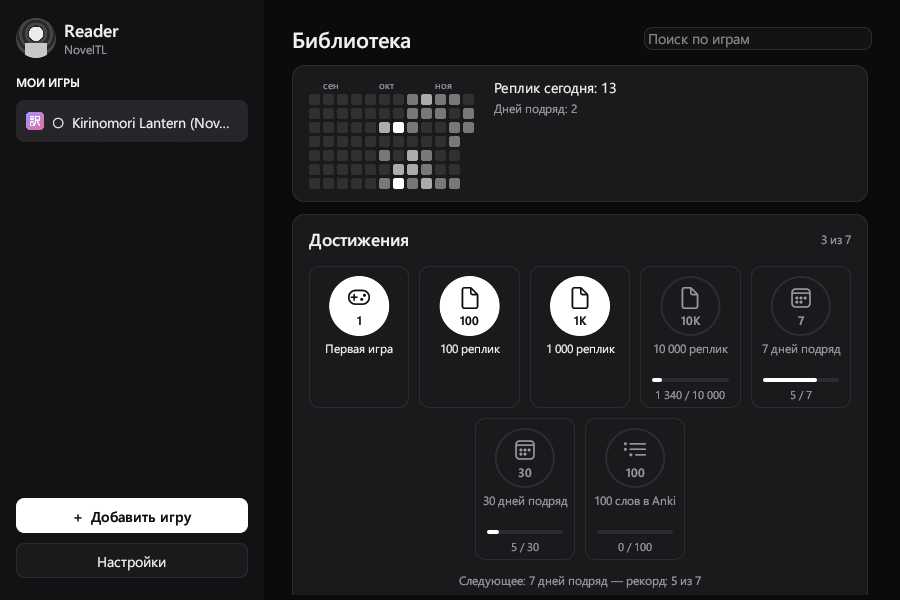 Reader
NovelTL
МОИ ИГРЫ
訳 Kirinomori Lantern (Nov...
+ Добавить игру
Настройки
Библиотека
Поиск по играм
сен окт ноя
Реплик сегодня: 13
Дней подряд: 2
Достижения
3 из 7
1
Первая игра
100
100 реплик
1K
1 000 реплик
10K
10 000 реплик
1 340 / 10 000
7
7 дней подряд
5 / 7
30
30 дней подряд
5 / 30
100
100 слов в Anki
0 / 100
Следующее: 7 дней подряд — рекорд: 5 из 7